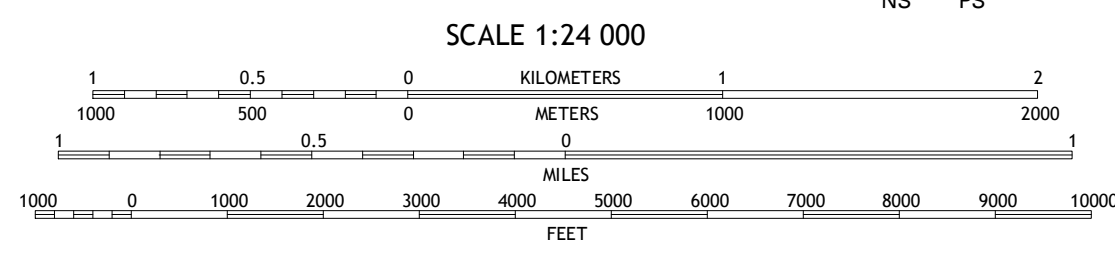 NS PS
SCALE 1:24 000
1 0.5 0 KILOMETERS 1 2
1000 500 0 METERS 1000 2000
1 0.5 0 1
MILES
1000 0 1000 2000 3000 4000 5000 6000 7000 8000 9000 10000
FEET